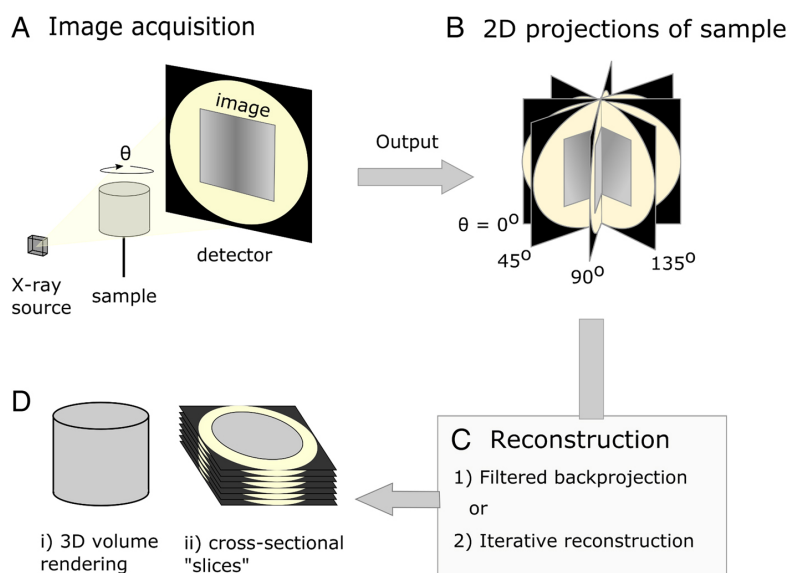 A Image acquisition
image
θ
detector
X-ray
source
sample
Output
B 2D projections of sample
θ = 0o
45o
90o
135o
C Reconstruction
1) Filtered backprojection
or
2) Iterative reconstruction
D
i) 3D volume
rendering
ii) cross-sectional
"slices"